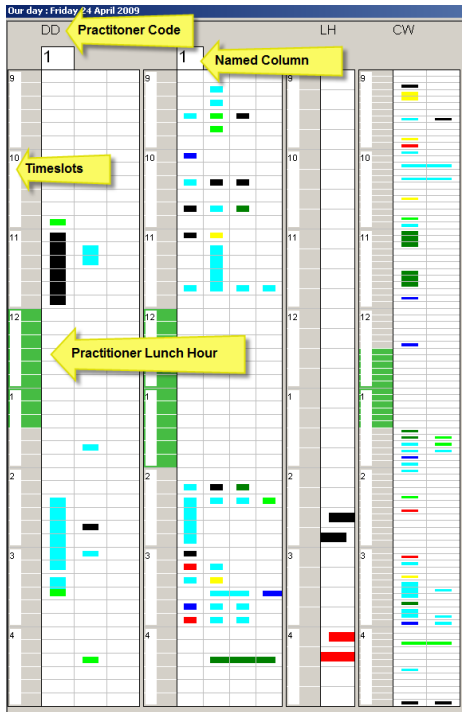 Our day : Friday 24 April 2009
DD Practitoner Code LH CW
1 1 Named Column
9 9 9 9
10 Timeslots 10 10 10
11 11 11 11
12 12 12 12
Practitioner Lunch Hour
1 1 1 1
2 2 2 2
3 3 3 3
4 4 4 4